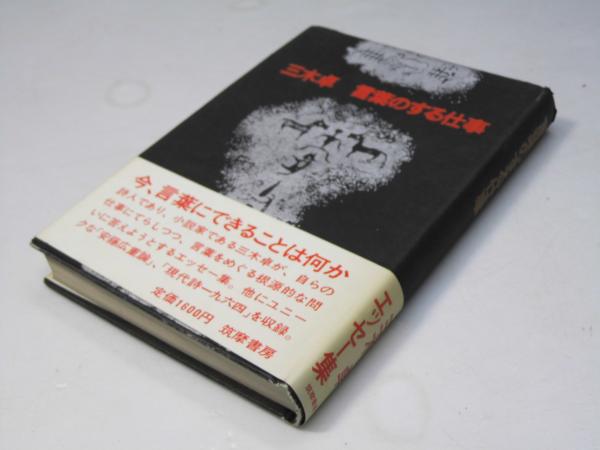 三木卓 言葉のする仕事
今、言葉にできることは何か
詩人であり、小説家である三木卓が、自らの
仕事にてらしつつ、言葉をめぐる根源的な問
いに答えようとするエッセー集。他にユニー
クな「安藤広重論」、「現代詩一九六四」を収録。
定価1600円 筑摩書房
エッセー集